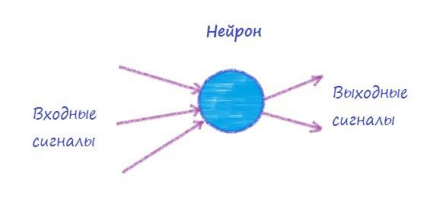 Нейрон
Входные
сигналы
Выходные
сигналы